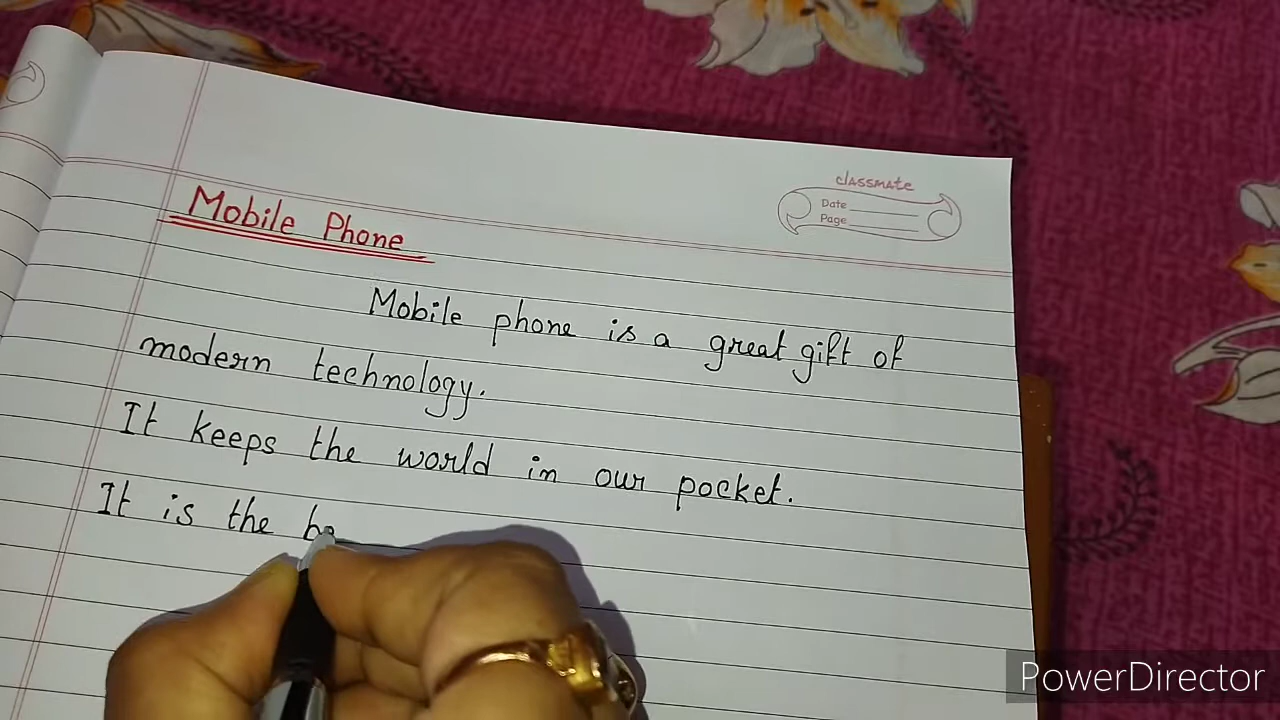 classmate
Date
Page
Mobile Phone
Mobile phone is a great gift of
modern technology.
It keeps the world in our pocket.
It is the
PowerDirector